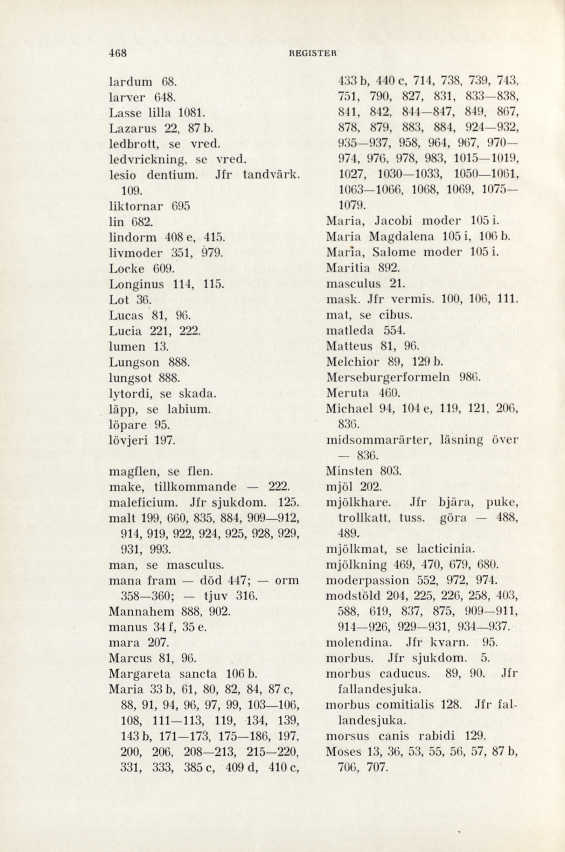 468
REGISTER
lardum 68.
larver 648.
Lasse lilla 1081.
Lazarus 22, 87 b.
ledbrott, se vred.
ledvrickning, se vred.
lesio dentium. Jfr tandvärk.
109.
liktornar 695
lin 682.
lindorm 408 e, 415.
livmoder 351, 979.
Locke 609.
Longinus 114, 115.
Lot 36.
Lucas 81, 96.
Lucia 221, 222.
lumen 13.
Lungson 888.
lungsot 888.
lytordi, se skada.
läpp, se labium.
löpare 95.
lövjeri 197.
magflen, se flen.
make, tillkommande — 222.
maleficium. Jfr sjukdom. 125.
malt 199, 660, 835, 884, 909—912,
914, 919, 922, 924, 925, 928, 929,
931, 993.
man, se masculus.
mana fram — död 447; — orm
358—360; — tjuv 316.
Mannahem 888, 902.
manus 34 f, 35 e.
mara 207.
Marcus 81, 96.
Margareta sancta 106 b.
Maria 33 b, 61, 80, 82, 84, 87 c,
88, 91, 94, 96, 97, 99, 103—106,
108, 111—113, 119, 134, 139,
143 b, 171—173, 175—186, 197,
200, 206, 208—213, 215—220,
331, 333, 385 c, 409 d, 410 c,
433 b, 440 c, 714, 738, 739, 743,
751, 790, 827, 831, 833—838,
841, 842, 844—847, 849, 867,
878, 879, 883, 884, 924—932,
935—937, 958, 964, 967, 970—
974, 976, 978, 983, 1015—1019,
1027, 1030—1033, 1050—1061,
1063—1066, 1068, 1069, 1075—
1079.
Maria, Jacobi moder 105 i.
Maria Magdalena 105 i, 106 b.
Maria, Salome moder 105 i.
Maritia 892.
masculus 21.
mask. Jfr vermis. 100, 106, 111.
mat, se cibus.
matleda 554.
Matteus 81, 96.
Melchior 89, 129 b.
Merseburgerformeln 986.
Meruta 460.
Michael 94, 104 e, 119, 121, 206,
836.
midsommarärter, läsning över
— 836.
Minsten 803.
mjöl 202.
mjölkhare. Jfr bjära, puke,
trollkatt, tuss. göra — 488,
489.
mjölkmat, se lacticinia.
mjölkning 469, 470, 679, 680.
moderpassion 552, 972, 974.
modstöld 204, 225, 226, 258, 403,
588, 619, 837, 875, 909—911,
914—926, 929—931, 934—937.
molendina. Jfr kvarn. 95.
morbus. Jfr sjukdom. 5.
morbus caducus. 89, 90. Jfr
fallandesjuka.
morbus comitialis 128. Jfr fal-
landesjuka.
morsus canis rabidi 129.
Moses 13, 36, 53, 55, 56, 57, 87 b,
706, 707.